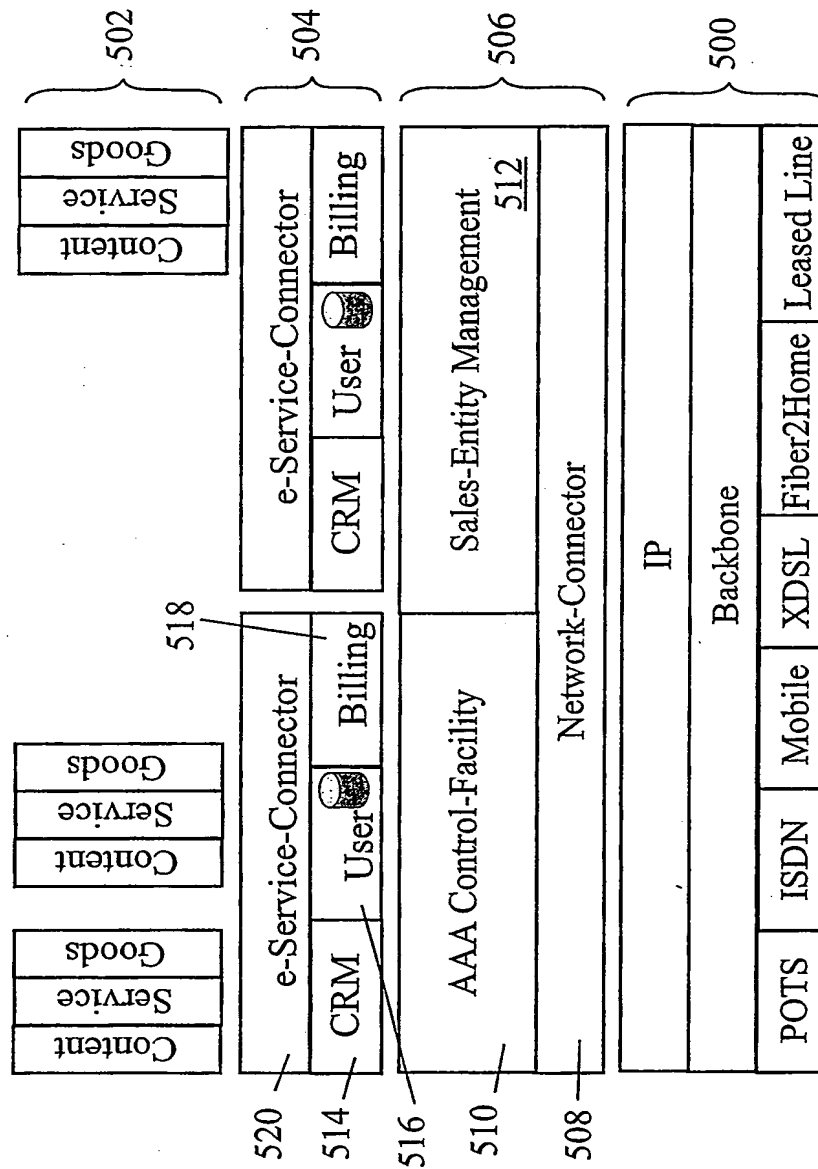 Content
Service
Goods
Content
Service
Goods
Content
Service
Goods
502
518
520
e-Service-Connector
e-Service-Connector
504
514
CRM
User
Billing
CRM
User
Billing
516
510
AAA Control-Facility
Sales-Entity Management
512
506
508
Network-Connector
IP
500
Backbone
POTS
ISDN
Mobile
XDSL
Fiber2Home
Leased Line